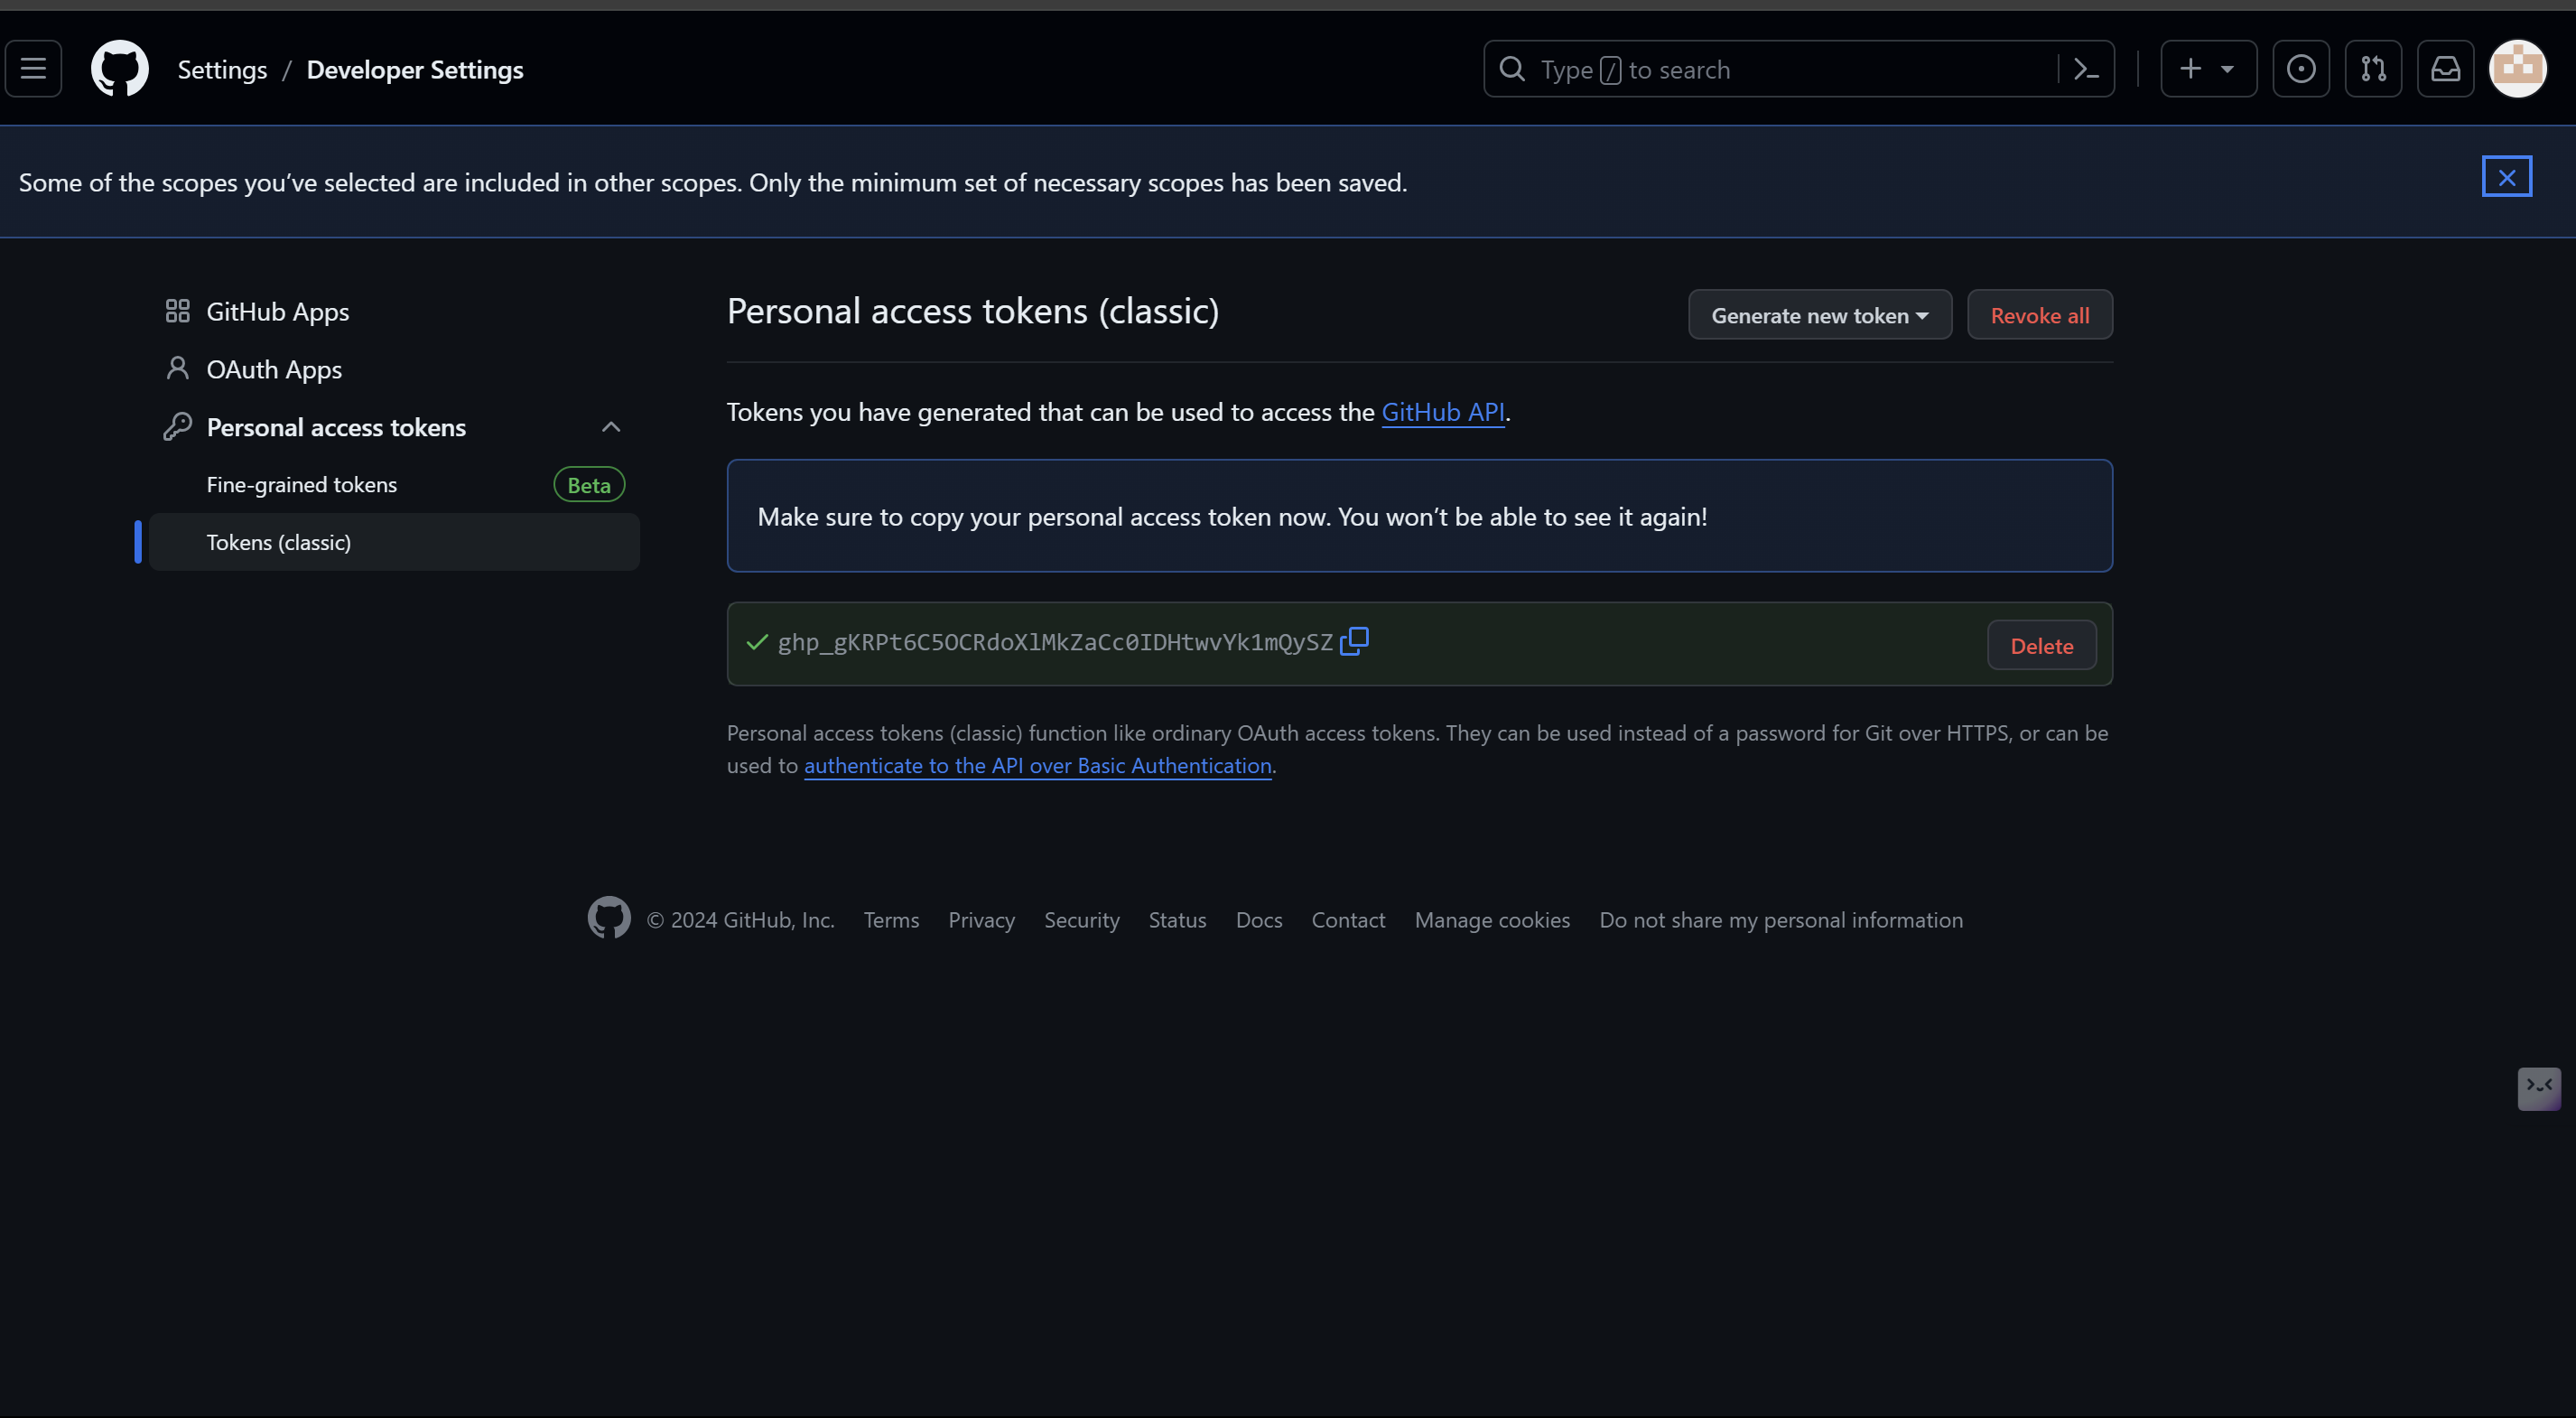 Settings / Developer Settings
Type / to search
Some of the scopes you’ve selected are included in other scopes. Only the minimum set of necessary scopes has been saved.
GitHub Apps
OAuth Apps
Personal access tokens
Fine-grained tokens Beta
Tokens (classic)
Personal access tokens (classic)
Generate new token
Revoke all
Tokens you have generated that can be used to access the GitHub API.
Make sure to copy your personal access token now. You won’t be able to see it again!
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
Delete
Personal access tokens (classic) function like ordinary OAuth access tokens. They can be used instead of a password for Git over HTTPS, or can be
used to authenticate to the API over Basic Authentication.
© 2024 GitHub, Inc. Terms Privacy Security Status Docs Contact Manage cookies Do not share my personal information